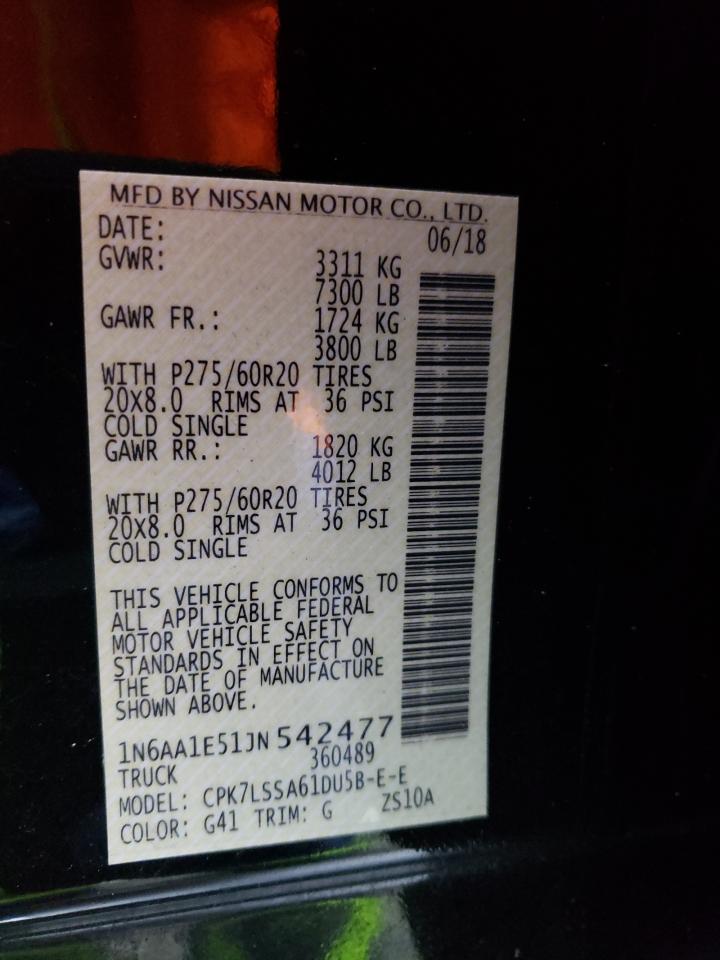 MFD BY NISSAN MOTOR CO., LTD.
DATE: 06/18
GVWR: 3311 KG
7300 LB
GAWR FR.: 1724 KG
3800 LB
WITH P275/60R20 TIRES
20X8.0 RIMS AT 36 PSI
COLD SINGLE
GAWR RR.: 1820 KG
4012 LB
WITH P275/60R20 TIRES
20X8.0 RIMS AT 36 PSI
COLD SINGLE
THIS VEHICLE CONFORMS TO
ALL APPLICABLE FEDERAL
MOTOR VEHICLE SAFETY
STANDARDS IN EFFECT ON
THE DATE OF MANUFACTURE
SHOWN ABOVE.
1N6AA1E51JN542477
TRUCK 360489
MODEL: CPK7LSSA61DU5B-E-E
COLOR: G41 TRIM: G ZS10A